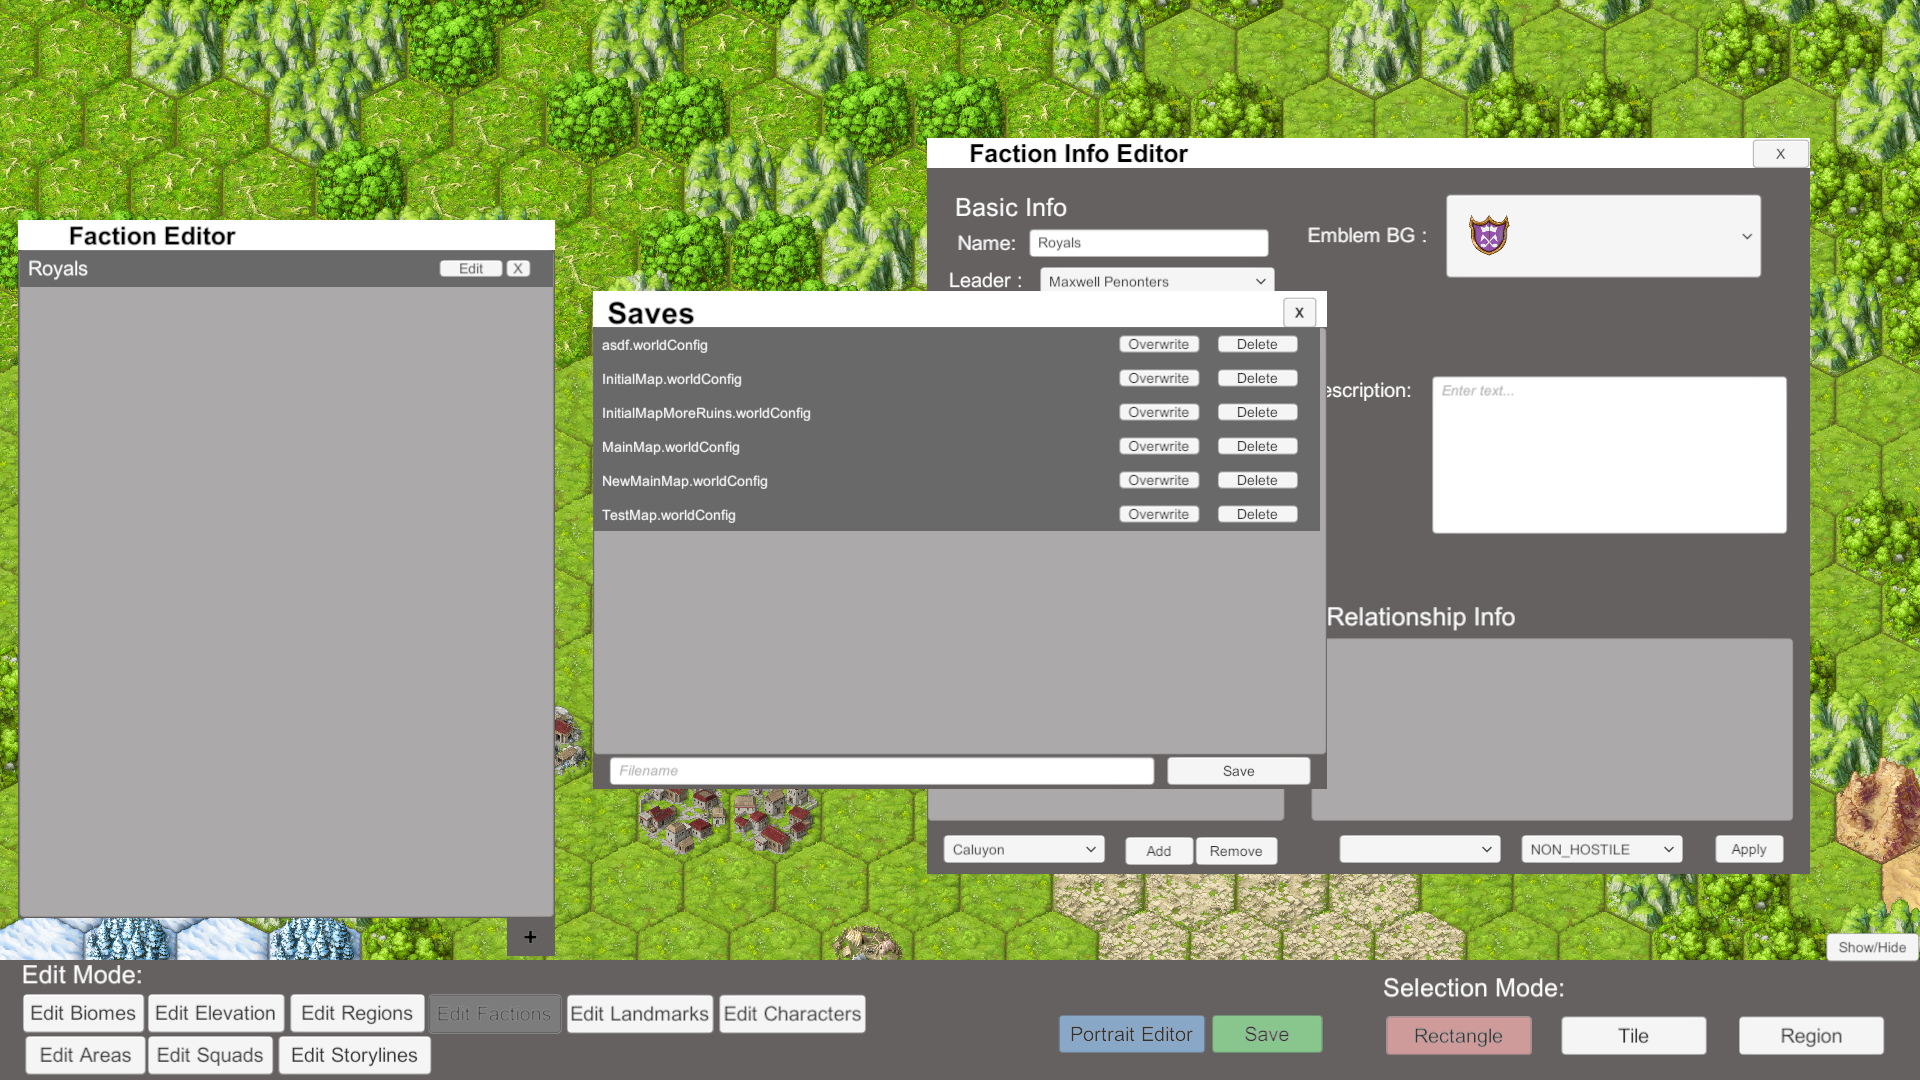 Faction Editor
Royals Edit X
+
Faction Info Editor X
Basic Info
Name: Royals
Leader : Maxwell Penonters
Emblem BG :
escription: Enter text...
Relationship Info
Caluyon Add Remove
NON_HOSTILE Apply
Saves X
asdf.worldConfig Overwrite Delete
InitialMap.worldConfig Overwrite Delete
InitialMapMoreRuins.worldConfig Overwrite Delete
MainMap.worldConfig Overwrite Delete
NewMainMap.worldConfig Overwrite Delete
TestMap.worldConfig Overwrite Delete
Filename Save
Show/Hide
Edit Mode:
Edit Biomes Edit Elevation Edit Regions Edit Factions Edit Landmarks Edit Characters
Edit Areas Edit Squads Edit Storylines
Portrait Editor Save
Selection Mode:
Rectangle Tile Region